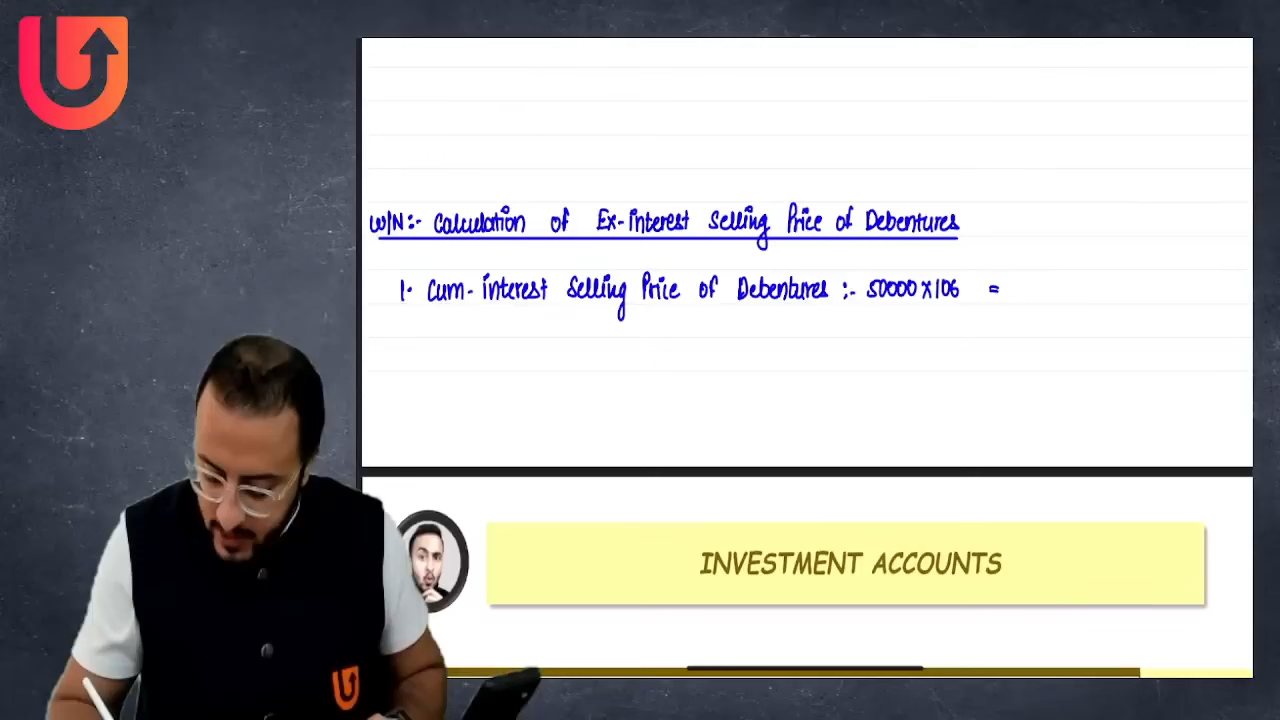 W/N:- Calculation of Ex-interest Selling Price of Debentures
1. Cum-interest Selling Price of Debentures :- 50000 x 106 =
INVESTMENT ACCOUNTS